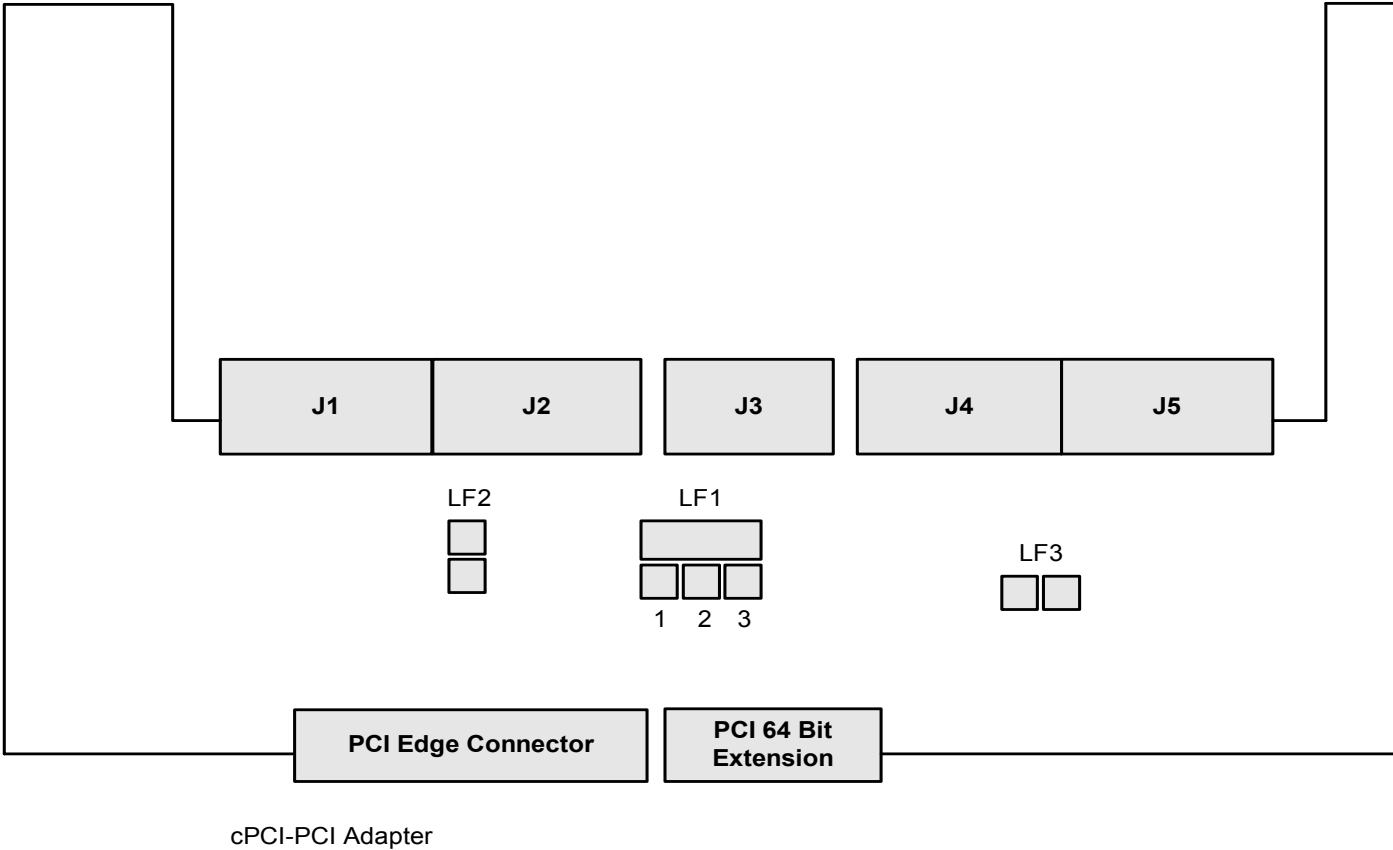 J1 J2 J3 J4 J5
LF2 LF1
LF3
1 2 3
PCI Edge Connector
PCI 64 Bit
Extension
cPCI-PCI Adapter